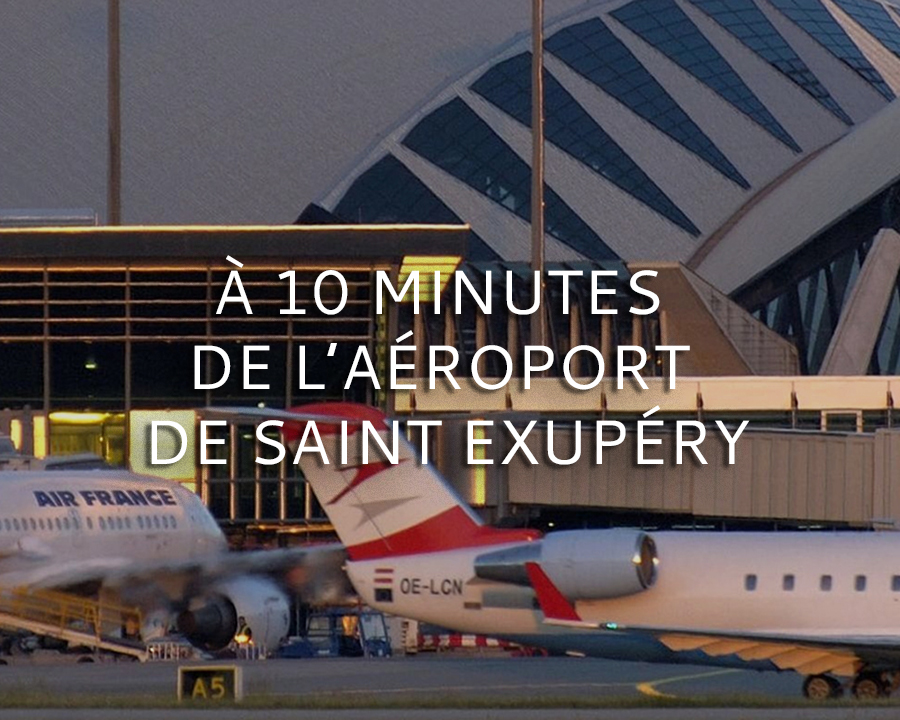 À 10 MINUTES
DE L'AÉROPORT
DE SAINT EXUPÉRY
AIR FRANCE
OE-LCN
A5